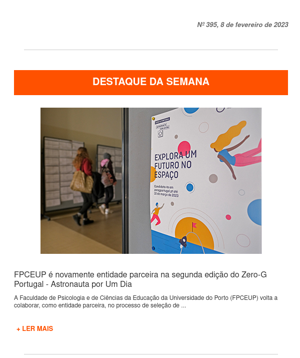 Nº 395, 8 de fevereiro de 2023
DESTAQUE DA SEMANA
EXPLORA UM
FUTURO NO
ESPAÇO
FPCEUP é novamente entidade parceira na segunda edição do Zero-G
Portugal - Astronauta por Um Dia
A Faculdade de Psicologia e de Ciências da Educação da Universidade do Porto (FPCEUP) volta a
colaborar, como entidade parceira, no processo de seleção de ...
+ LER MAIS